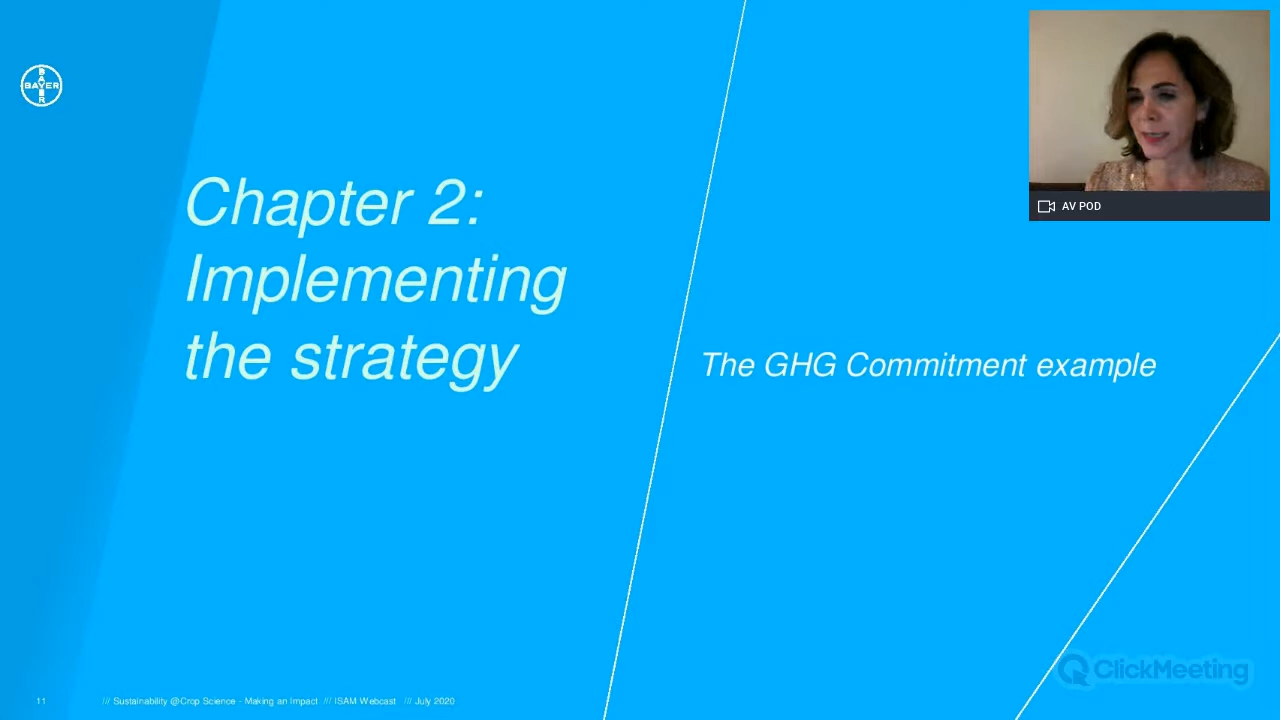 BAYER
BAYER
Chapter 2:
Implementing
the strategy
The GHG Commitment example
AV POD
ClickMeeting
11 /// Sustainability @Crop Science - Making an Impact /// ISAM Webcast /// July 2020